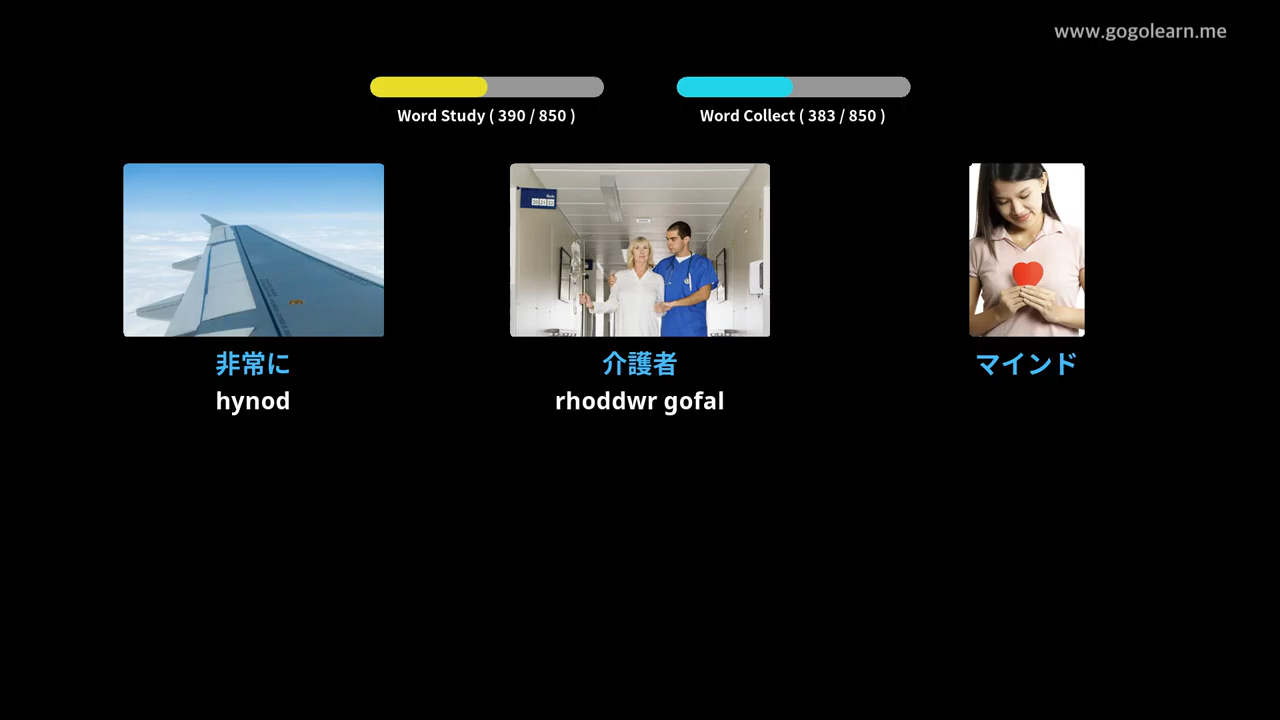 www.gogolearn.me
Word Study ( 390 / 850 )
Word Collect ( 383 / 850 )
非常に
介護者
マインド
hynod
rhoddwr gofal